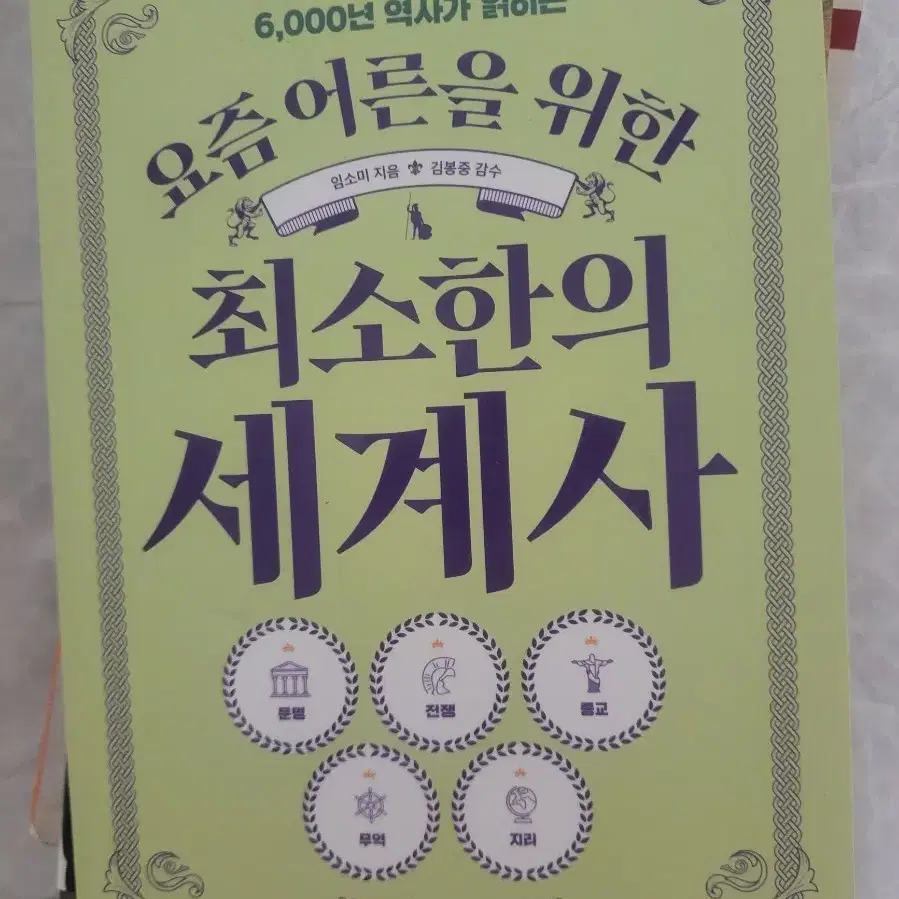 6,000년 역사가 읽히는
요즘 어른을 위한
임소미 지음 김봉중 감수
최소한의
세계사
문명
전쟁
종교
무역
지리